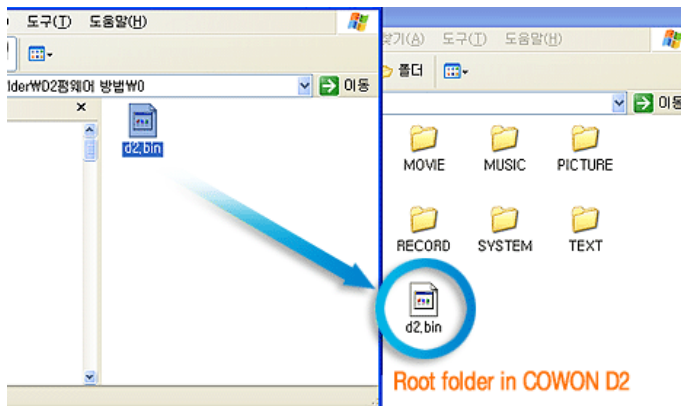 도구(T) 도움말(H)
lder₩D2펌웨어 방법₩0
이동
d2.bin
찾기(A) 도구(T) 도움말(H)
폴더
이동
MOVIE MUSIC PICTURE
RECORD SYSTEM TEXT
d2.bin
Root folder in COWON D2